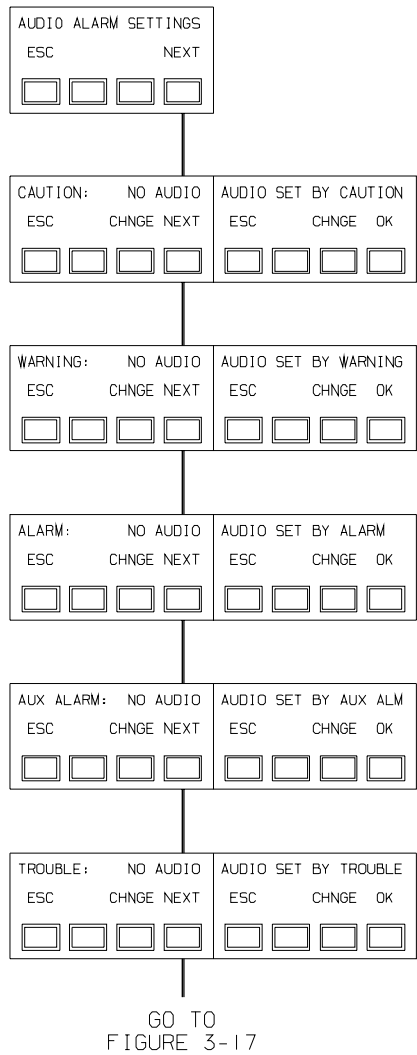 AUDIO ALARM SETTINGS
ESC NEXT
CAUTION: NO AUDIO
ESC CHNGE NEXT
AUDIO SET BY CAUTION
ESC CHNGE OK
WARNING: NO AUDIO
ESC CHNGE NEXT
AUDIO SET BY WARNING
ESC CHNGE OK
ALARM: NO AUDIO
ESC CHNGE NEXT
AUDIO SET BY ALARM
ESC CHNGE OK
AUX ALARM: NO AUDIO
ESC CHNGE NEXT
AUDIO SET BY AUX ALM
ESC CHNGE OK
TROUBLE: NO AUDIO
ESC CHNGE NEXT
AUDIO SET BY TROUBLE
ESC CHNGE OK
GO TO
FIGURE 3-17